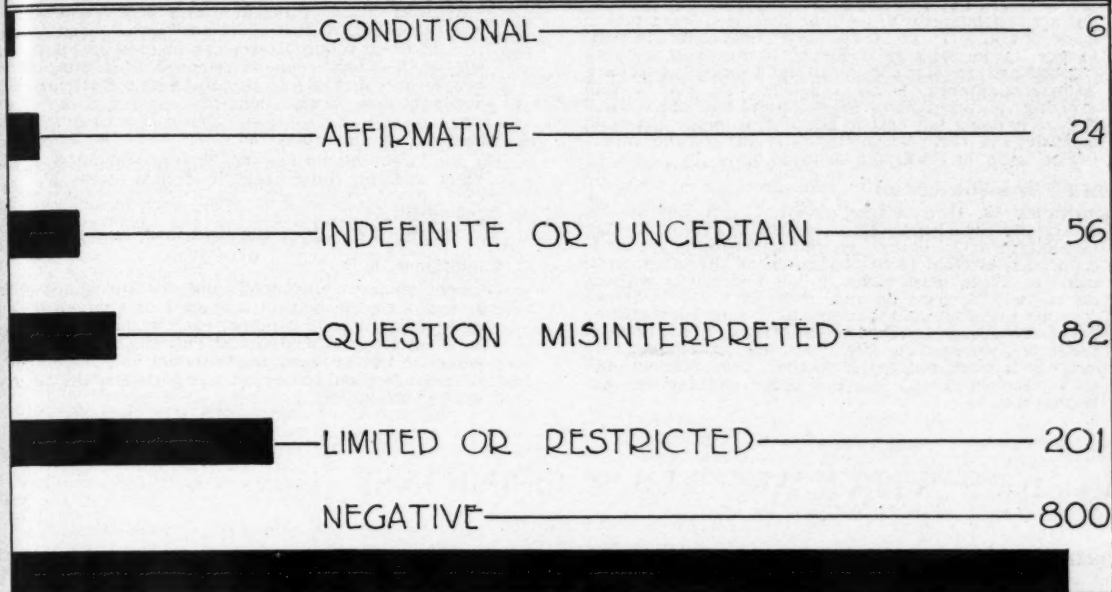 CONDITIONAL 6
AFFIRMATIVE 24
INDEFINITE OR UNCERTAIN 56
QUESTION MISINTERPRETED 82
LIMITED OR RESTRICTED 201
NEGATIVE 800